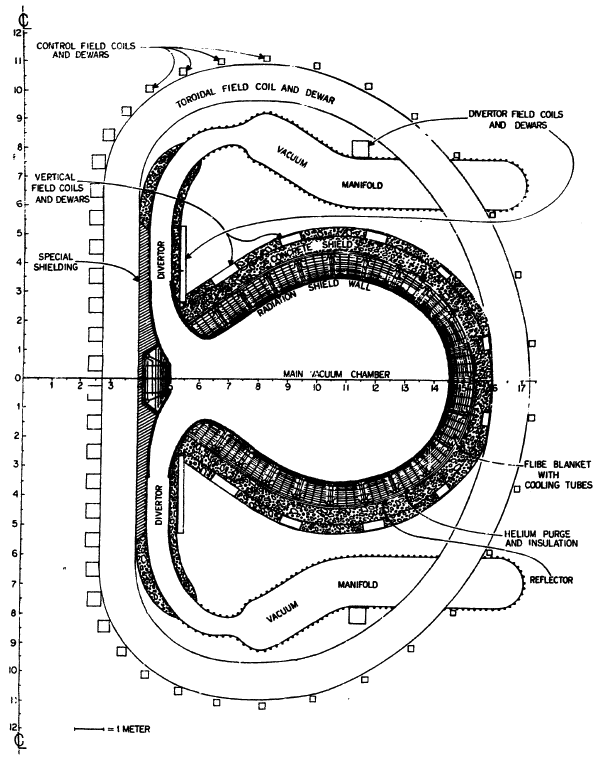 ℄
12
11
10
9
8
7
6
5
4
3
2
1
0
1
2
3
4
5
6
7
8
9
10
11
12
℄
CONTROL FIELD COILS
AND DEWARS
TOROIDAL FIELD COIL AND DEWAR
DIVERTOR FIELD COILS
AND DEWARS
VACUUM
MANIFOLD
VERTICAL
FIELD COILS
AND DEWARS
SPECIAL
SHIELDING
DIVERTOR
CONCRETE SHIELD
RADIATION SHIELD WALL
MAIN VACUUM CHAMBER
1 2 3 5 6 7 8 9 10 11 12 13 14 15 16 17
FLIBE BLANKET
WITH
COOLING TUBES
DIVERTOR
HELIUM PURGE
AND INSULATION
REFLECTOR
MANIFOLD
VACUUM
= 1 METER